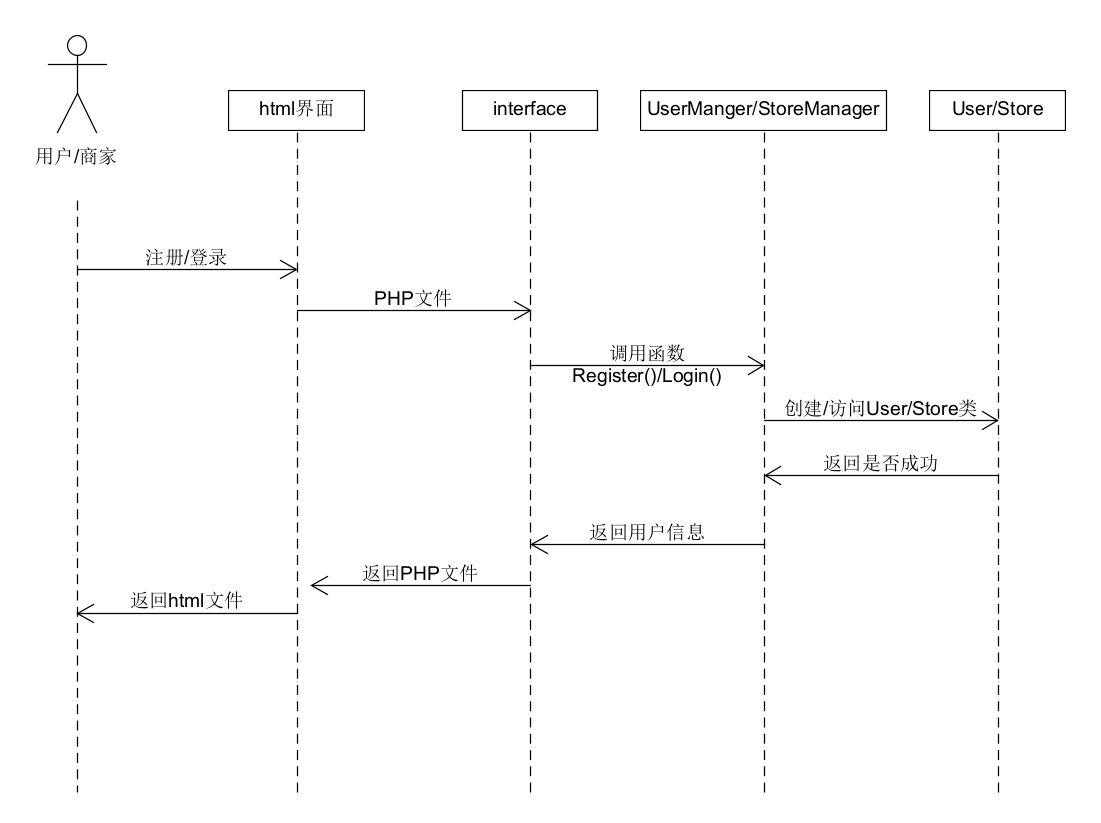 用户/商家
html界面
interface
UserManger/StoreManager
User/Store
注册/登录
PHP文件
调用函数
Register()/Login()
创建/访问User/Store类
返回是否成功
返回用户信息
返回PHP文件
返回html文件